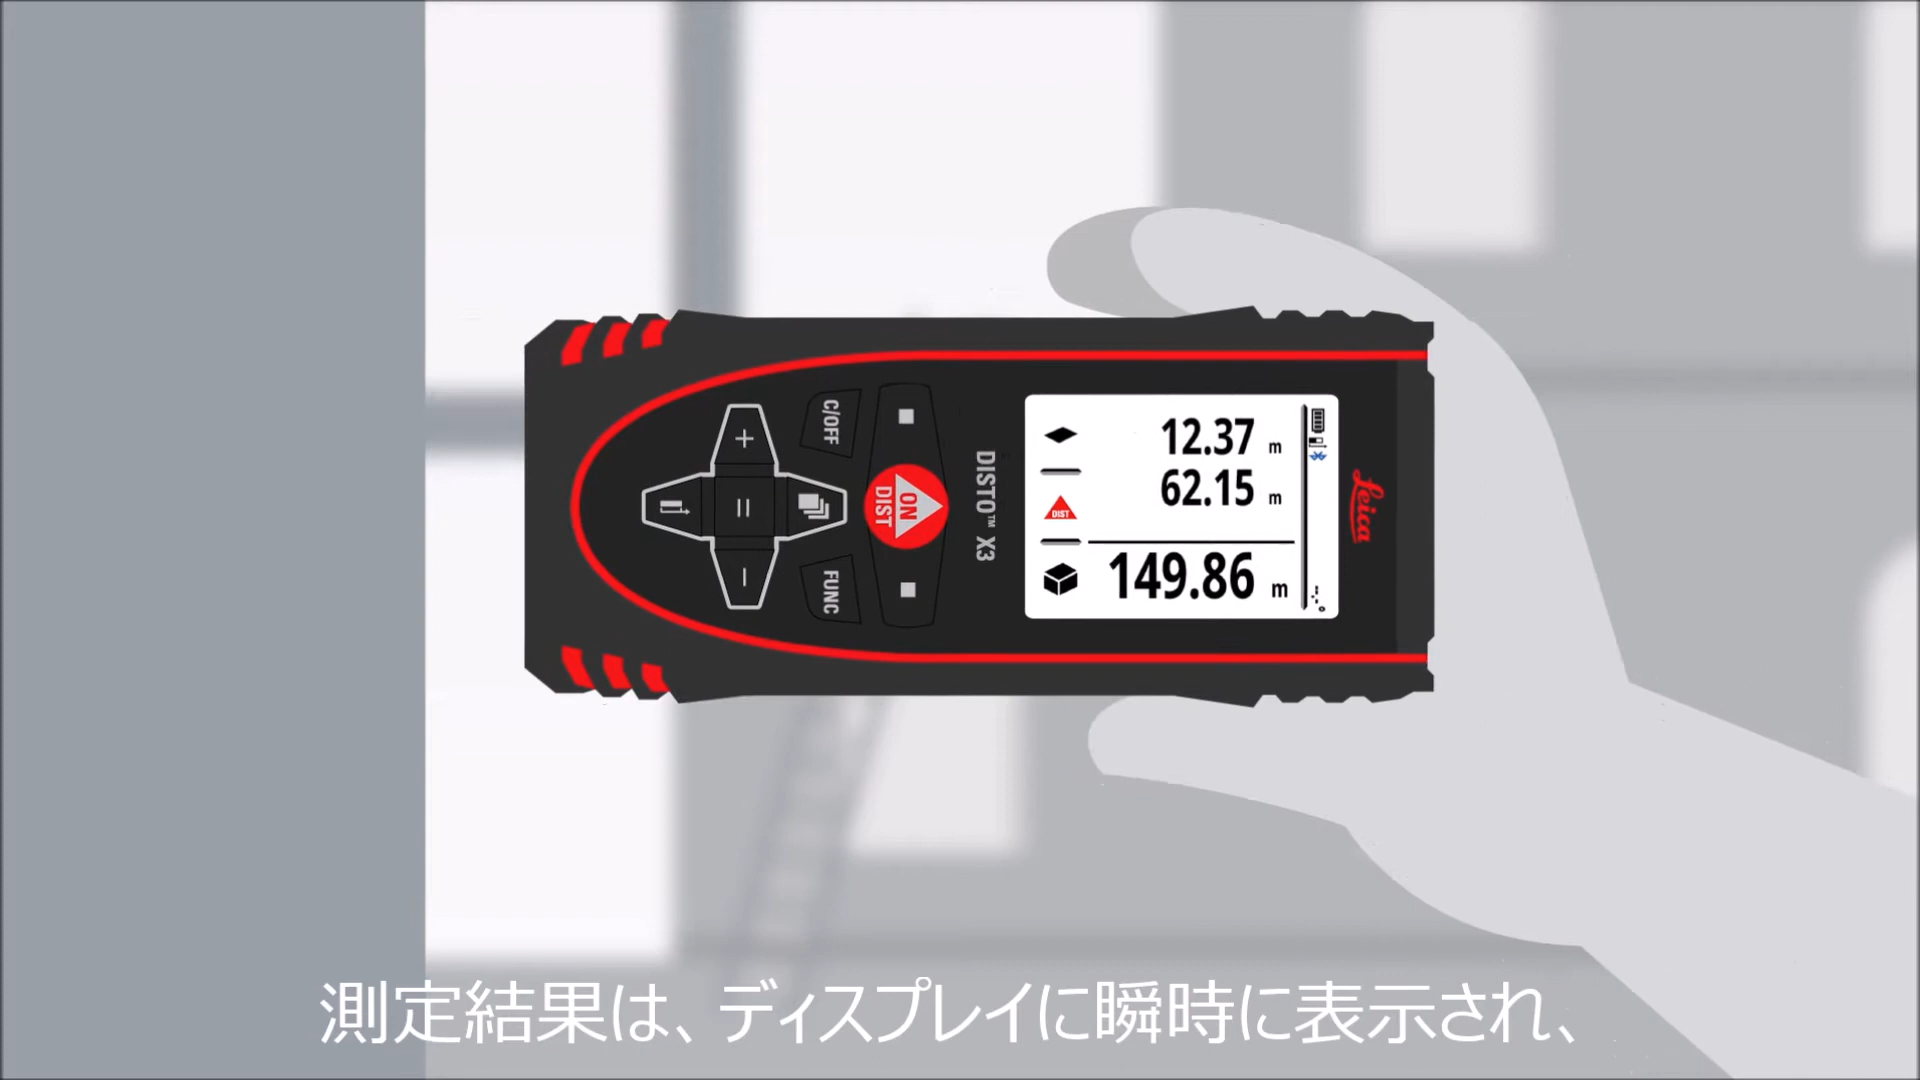 C/OFF
+
=
−
FUNC
ON
DIST
DISTO™ X3
12.37 m
62.15 m
DIST
149.86 m
Leica
測定結果は、ディスプレイに瞬時に表示され、